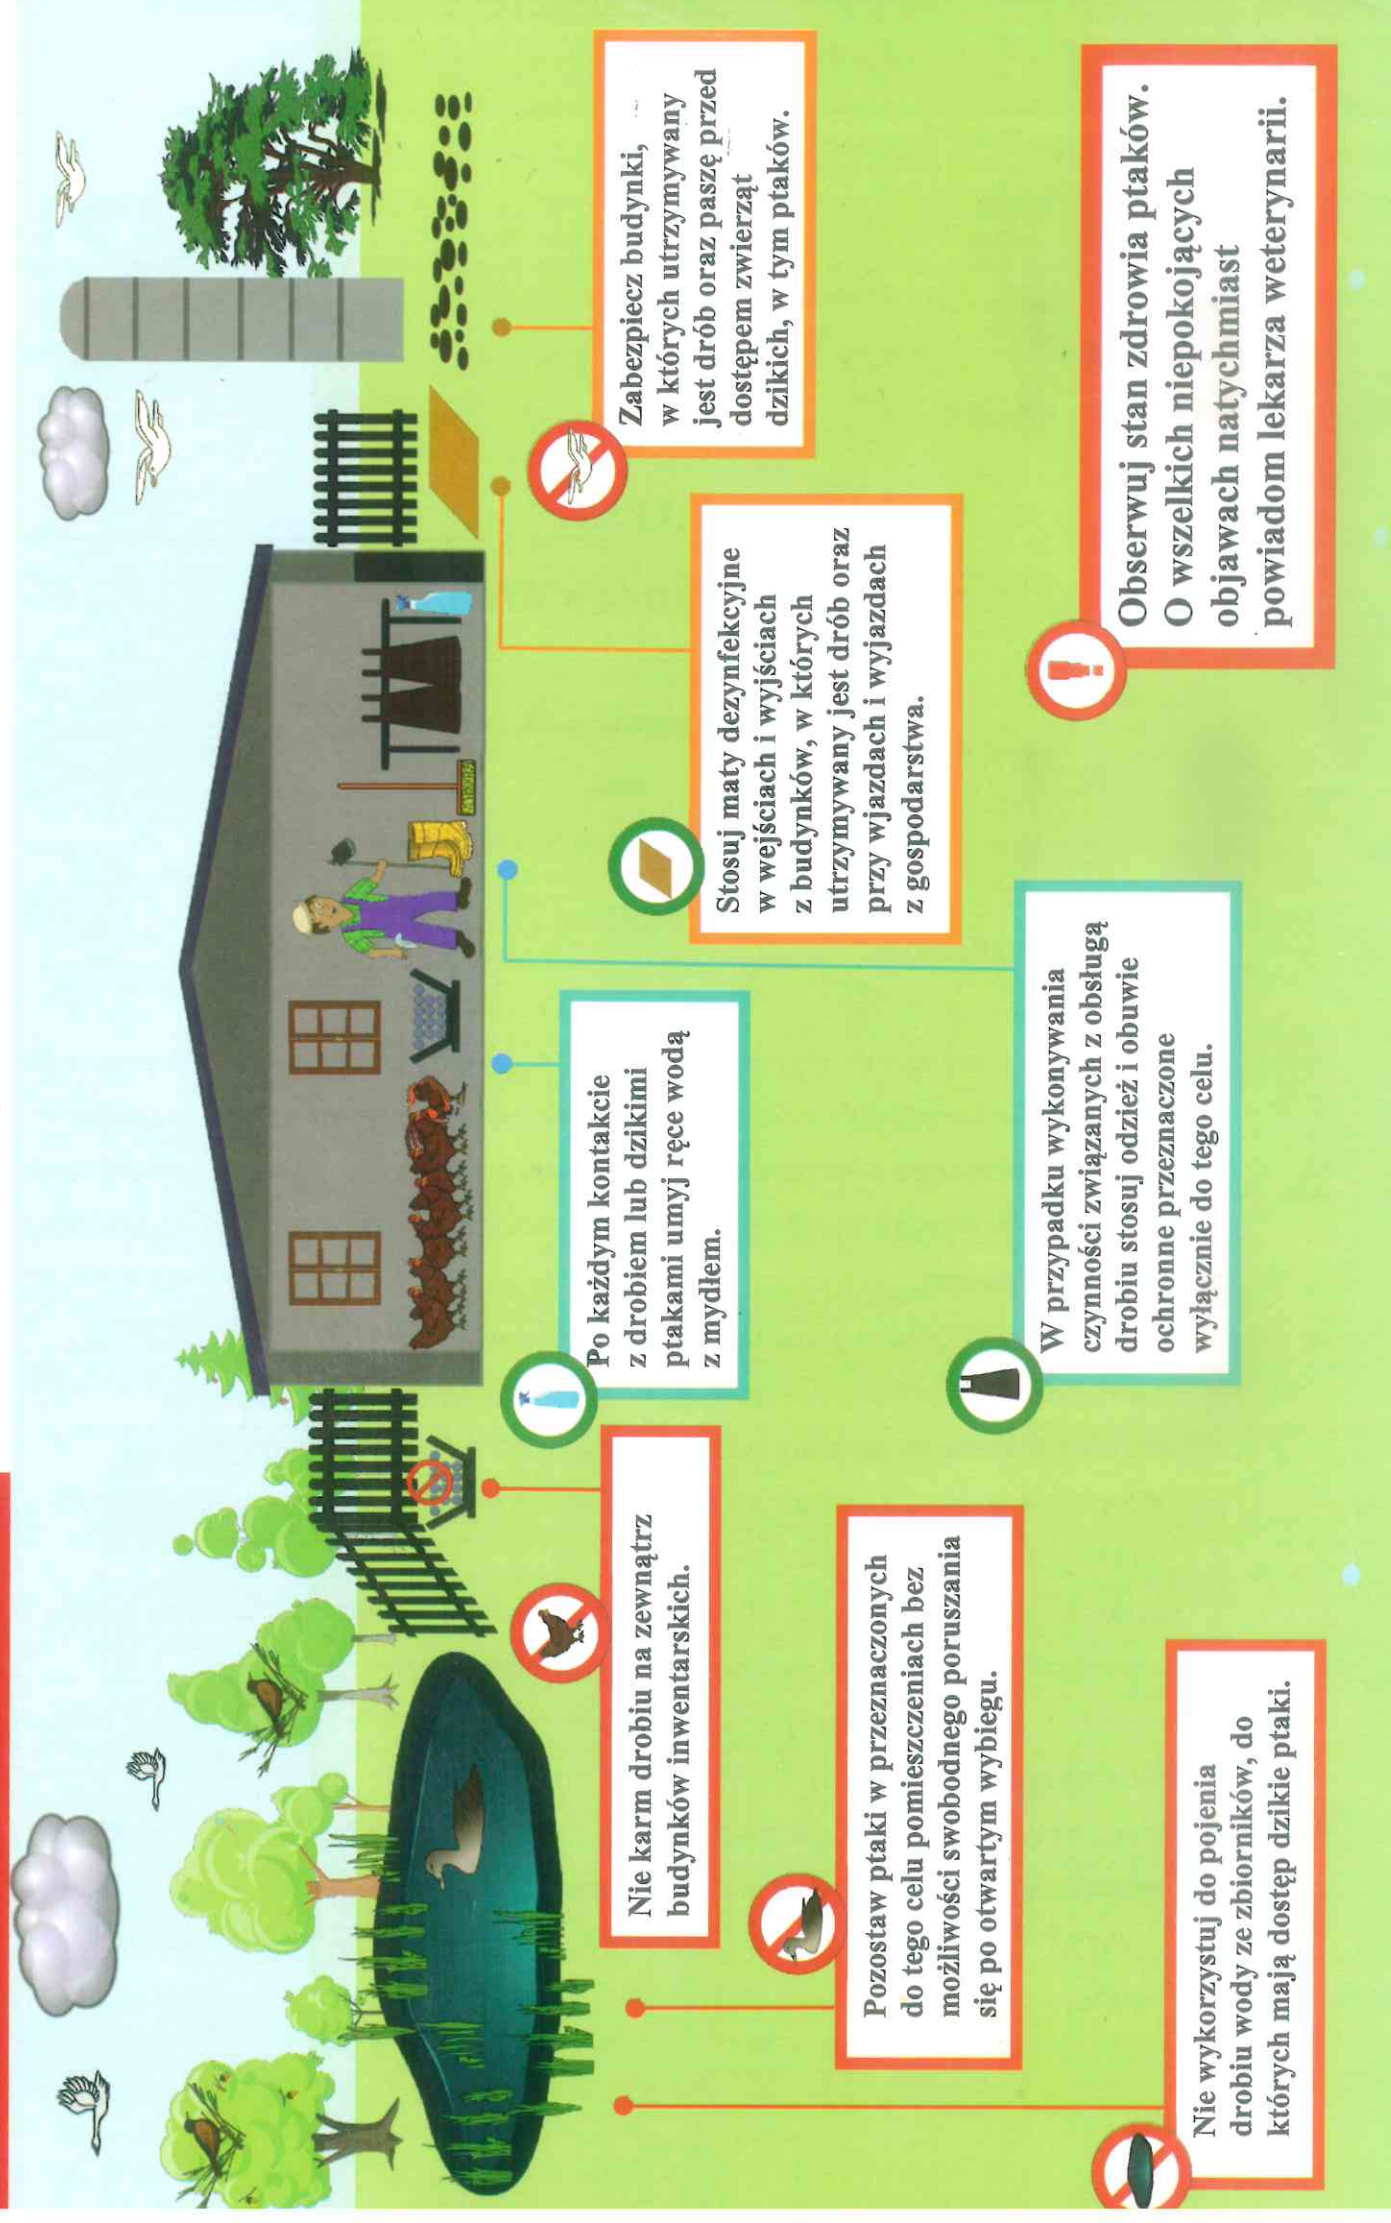 Nie karm drobiu na zewnątrz
budynków inwentarskich.
Po każdym kontakcie
z drobiem lub dzikimi
ptakami umyj ręce wodą
z mydłem.
Stosuj maty dezynfekcyjne
w wejściach i wyjściach
z budynków, w których
utrzymywany jest drób oraz
przy wjazdach i wyjazdach
z gospodarstwa.
Zabezpiecz budynki,
w których utrzymywany
jest drób oraz paszę przed
dostępem zwierząt
dzikich, w tym ptaków.
Pozostaw ptaki w przeznaczonych
do tego celu pomieszczeniach bez
możliwości swobodnego poruszania
się po otwartym wybiegu.
W przypadku wykonywania
czynności związanych z obsługą
drobiu stosuj odzież i obuwie
ochronne przeznaczone
wyłącznie do tego celu.
Nie wykorzystuj do pojenia
drobiu wody ze zbiorników, do
których mają dostęp dzikie ptaki.
Obserwuj stan zdrowia ptaków.
O wszelkich niepokojących
objawach natychmiast
powiadom lekarza weterynarii.